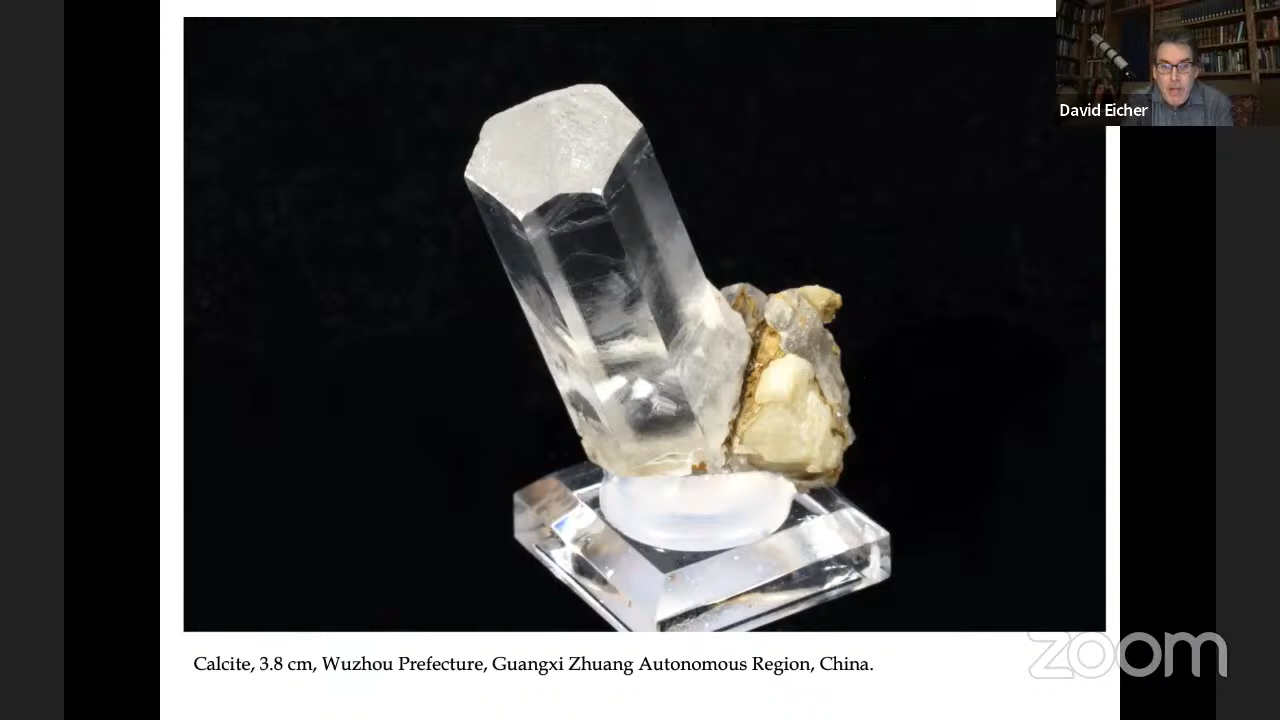 David Eicher
Calcite, 3.8 cm, Wuzhou Prefecture, Guangxi Zhuang Autonomous Region, China.
zoom